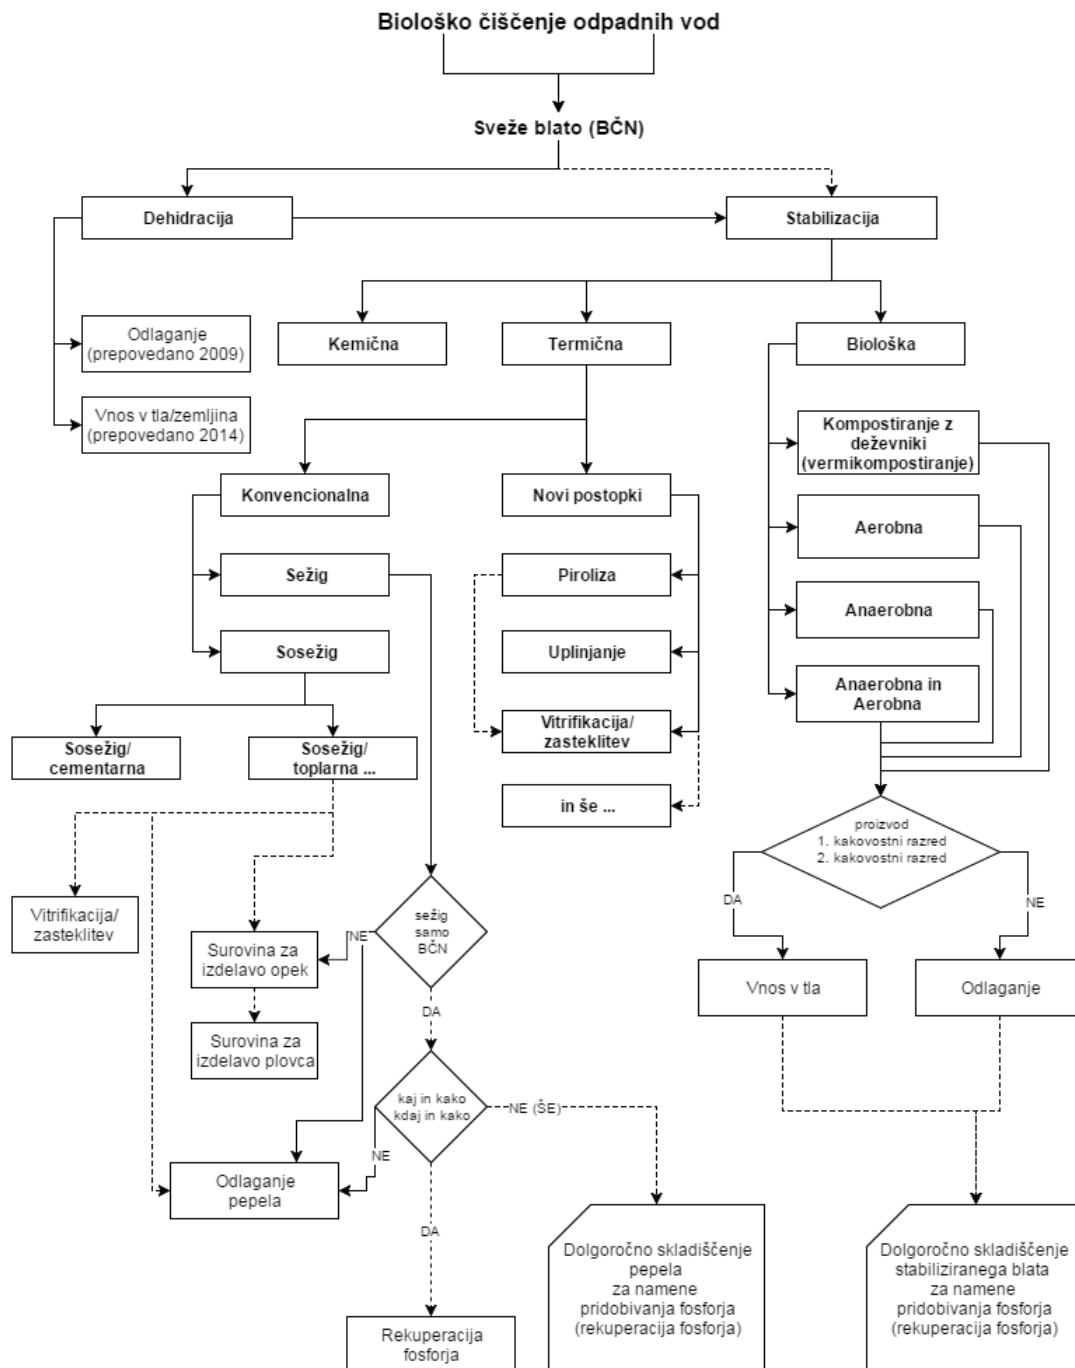 Biološko čiščenje odpadnih vod
Sveže blato (BČN)
Dehidracija
Stabilizacija
Odlaganje
(prepovedano 2009)
Vnos v tla/zemljina
(prepovedano 2014)
Kemična
Termična
Biološka
Kompostiranje z
deževniki
(vermikompostiranje)
Konvencionalna
Novi postopki
Aerobna
Sežig
Piroliza
Anaerobna
Sosežig
Uplinjanje
Anaerobna in
Aerobna
Sosežig/
cementarna
Sosežig/
toplarna ...
Vitrifikacija/
zasteklitev
in še ...
proizvod
1. kakovostni razred
2. kakovostni razred
DA
NE
Vitrifikacija/
zasteklitev
sežig
samo
BČN
NE
Surovina za
izdelavo opek
Vnos v tla
Odlaganje
DA
Surovina za
izdelavo plovca
kaj in kako
kdaj in kako
NE (ŠE)
NE
Odlaganje
pepela
DA
Dolgoročno skladiščenje
pepela
za namene
pridobivanja fosforja
(rekuperacija fosforja)
Dolgoročno skladiščenje
stabiliziranega blata
za namene
pridobivanja fosforja
(rekuperacija fosforja)
Rekuperacija
fosforja